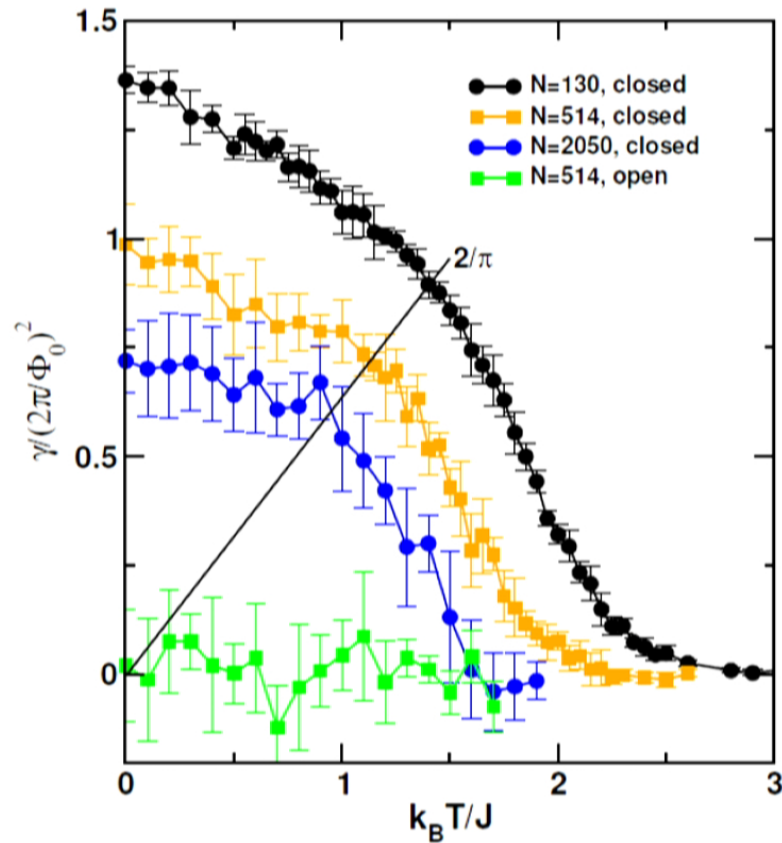 1.5
1
0.5
0
N=130, closed
N=514, closed
N=2050, closed
N=514, open
2/π
γ/(2π/Φ₀)²
0 1 2 3
k_BT/J